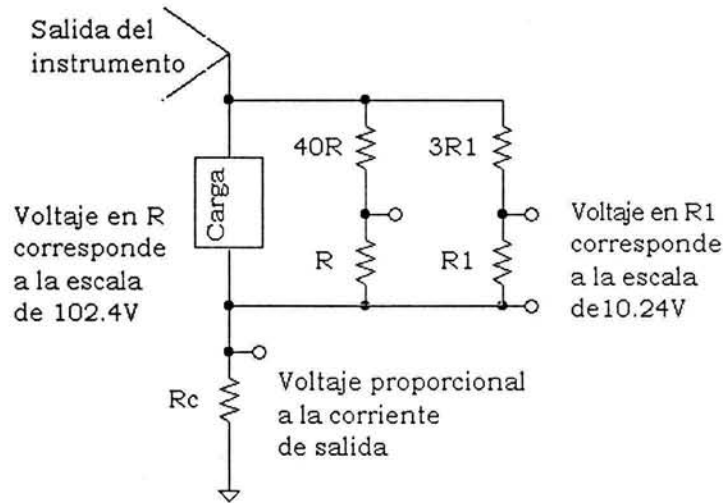 Salida del
instrumento
40R
3R1
Carga
Voltaje en R
corresponde
a la escala
de 102.4V
R
R1
Voltaje en R1
corresponde
a la escala
de10.24V
Rc
Voltaje proporcional
a la corriente
de salida